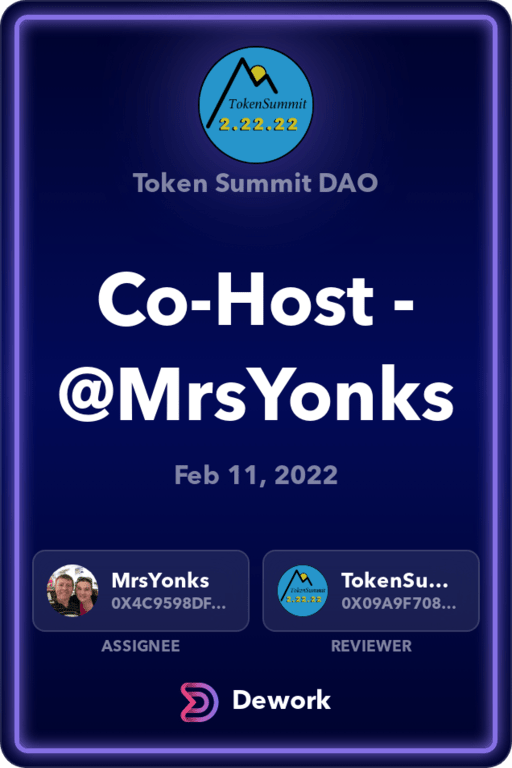 TokenSummit
2.22.22
Token Summit DAO
Co-Host -
@MrsYonks
Feb 11, 2022
MrsYonks
0X4C9598DF...
ASSIGNEE
TokenSu...
0X09A9F708...
TokenSummit
2.22.22
REVIEWER
Dework